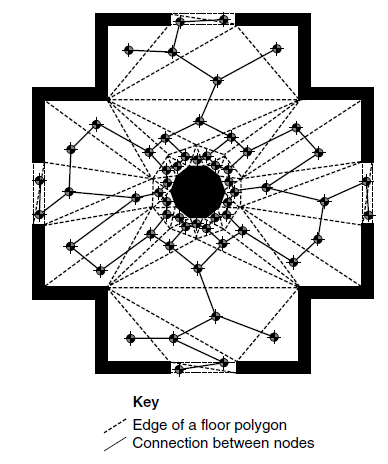 Key
Edge of a floor polygon
Connection between nodes